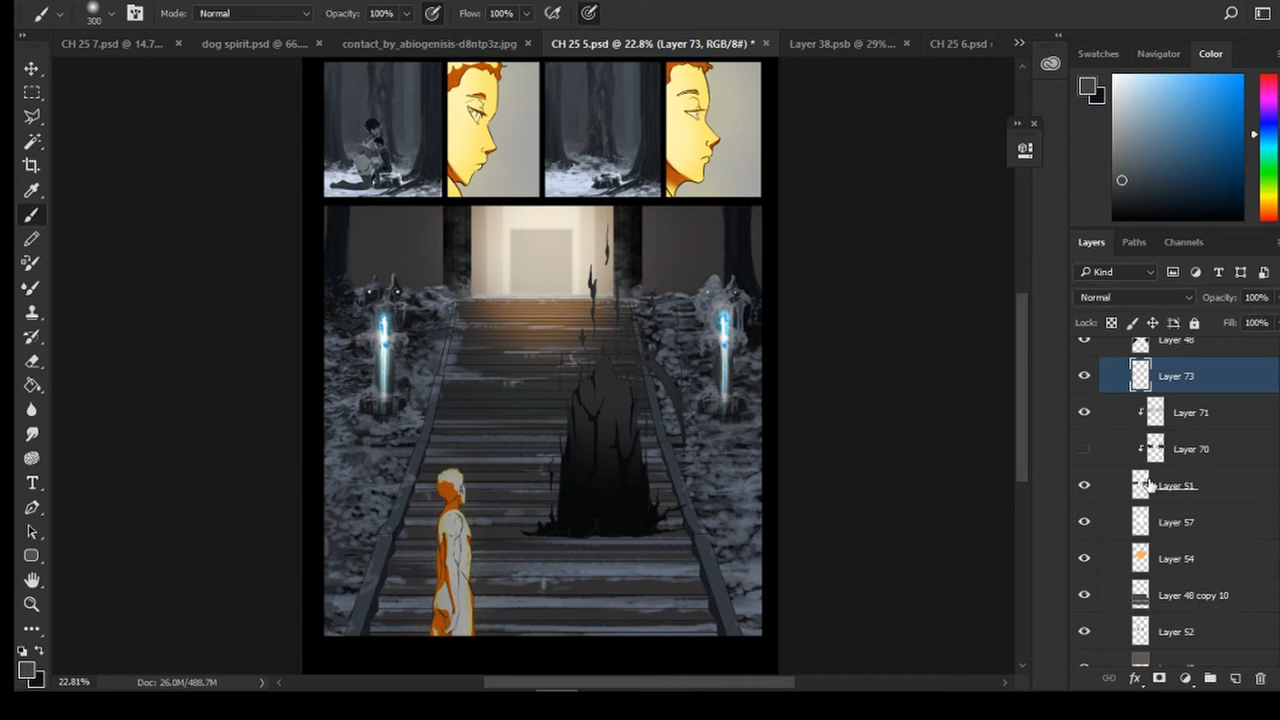 300
Mode: Normal Opacity: 100% Flow: 100%
CH 25 7.psd @ 14.7... × dog spirit.psd @ 66.... × contact_by_abiogenisis-d8ntp3z.jpg × CH 25 5.psd @ 22.8% (Layer 73, RGB/8#) * × Layer 38.psb @ 29%... × CH 25 6.psd
Swatches Navigator Color
Layers Paths Channels
Kind
Normal Opacity: 100%
Lock: Fill: 100%
Layer 48
Layer 73
Layer 71
Layer 70
Layer 51
Layer 57
Layer 54
Layer 48 copy 10
Layer 52
22.81% Doc: 26.0M/488.7M